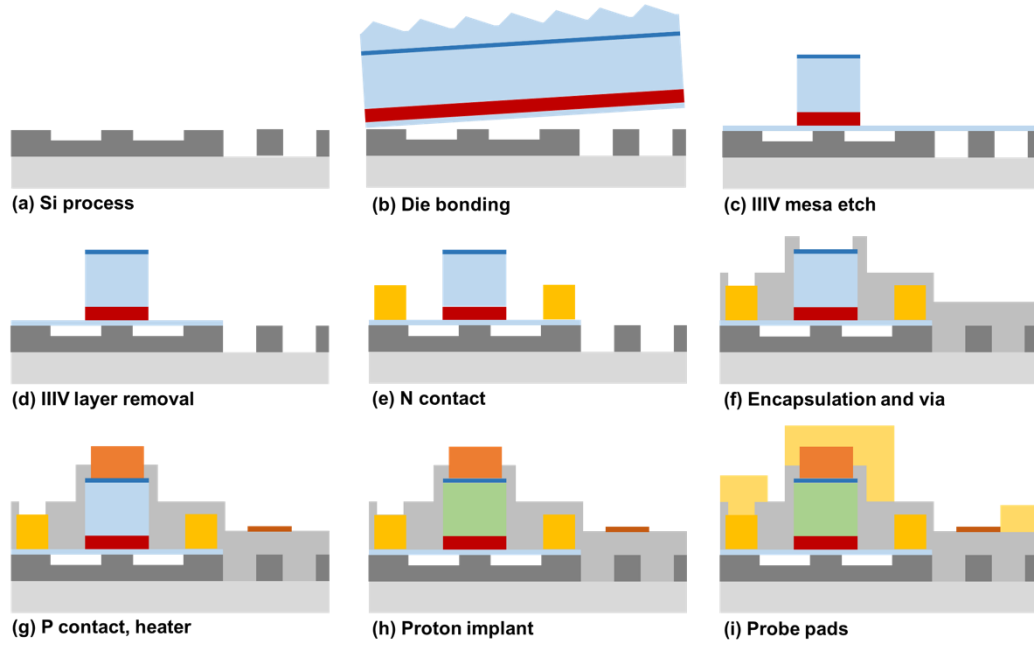 (a) Si process
(b) Die bonding
(c) IIIV mesa etch
(d) IIIV layer removal
(e) N contact
(f) Encapsulation and via
(g) P contact, heater
(h) Proton implant
(i) Probe pads